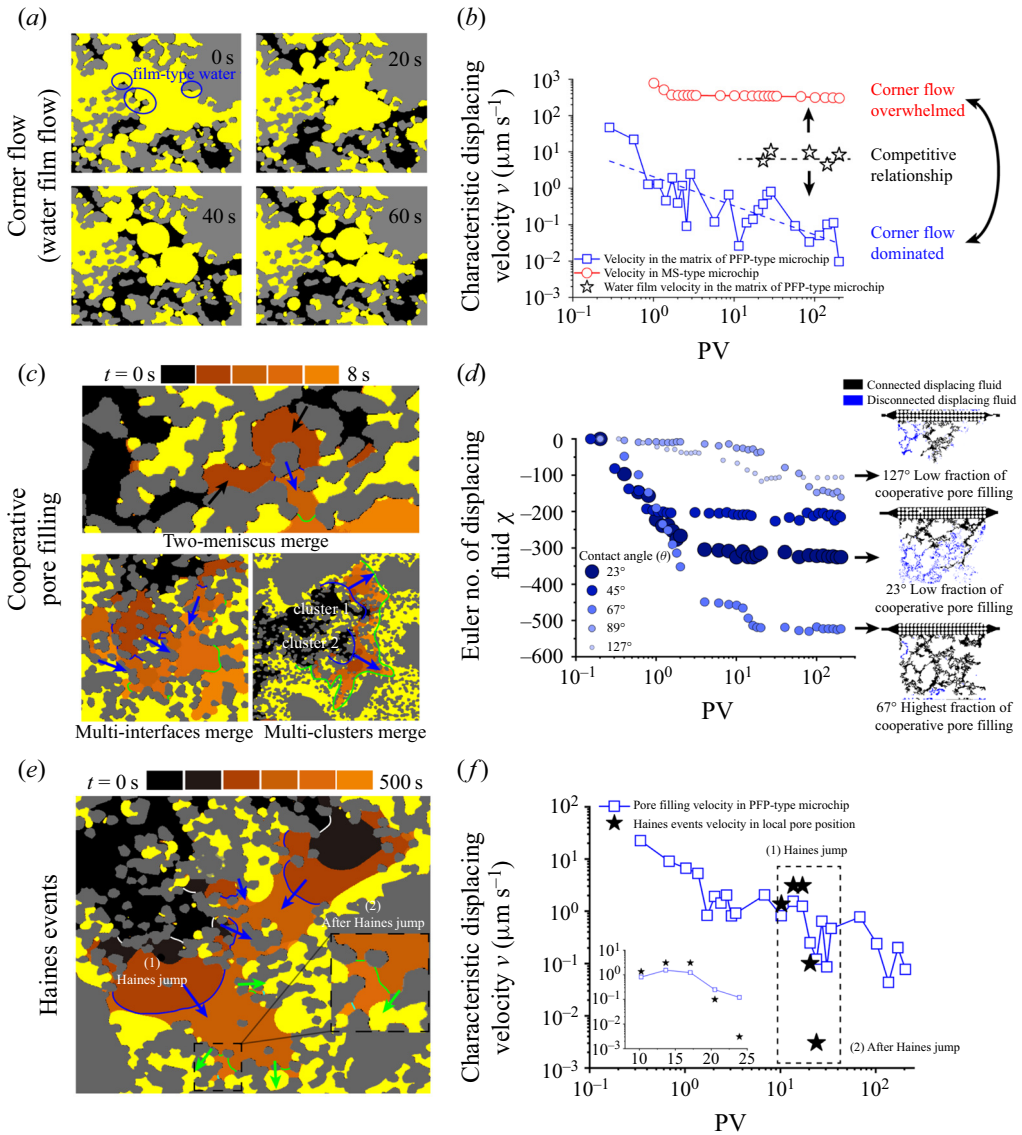 (a)
Corner flow
(water film flow)
0 s
film-type water
20 s
40 s
60 s
(b)
Characteristic displacing
velocity v (μm s⁻¹)
10³
10²
10¹
10⁰
10⁻¹
10⁻²
10⁻³
Corner flow
overwhelmed
Competitive
relationship
Corner flow
dominated
Velocity in the matrix of PFP-type microchip
Velocity in MS-type microchip
Water film velocity in the matrix of PFP-type microchip
10⁻¹ 10⁰ 10¹ 10²
PV
(c)
Cooperative
pore filling
t = 0 s 8 s
Two-meniscus merge
cluster 1
cluster 2
Multi-interfaces merge
Multi-clusters merge
(d)
Connected displacing fluid
Disconnected displacing fluid
Euler no. of displacing
fluid χ
0
−100
−200
−300
−400
−500
−600
Contact angle (θ)
23°
45°
67°
89°
127°
10⁻¹ 10⁰ 10¹ 10²
PV
127° Low fraction of
cooperative pore filling
23° Low fraction of
cooperative pore filling
67° Highest fraction of
cooperative pore filling
(e)
Haines events
t = 0 s 500 s
(1)
Haines jump
(2)
After Haines jump
(f)
Characteristic displacing
velocity v (μm s⁻¹)
10²
10¹
10⁰
10⁻¹
10⁻²
10⁻³
Pore filling velocity in PFP-type microchip
Haines events velocity in local pore position
(1) Haines jump
(2) After Haines jump
10¹
10⁰
10⁻¹
10⁻²
10⁻³
10 15 20 25
10⁻¹ 10⁰ 10¹ 10²
PV